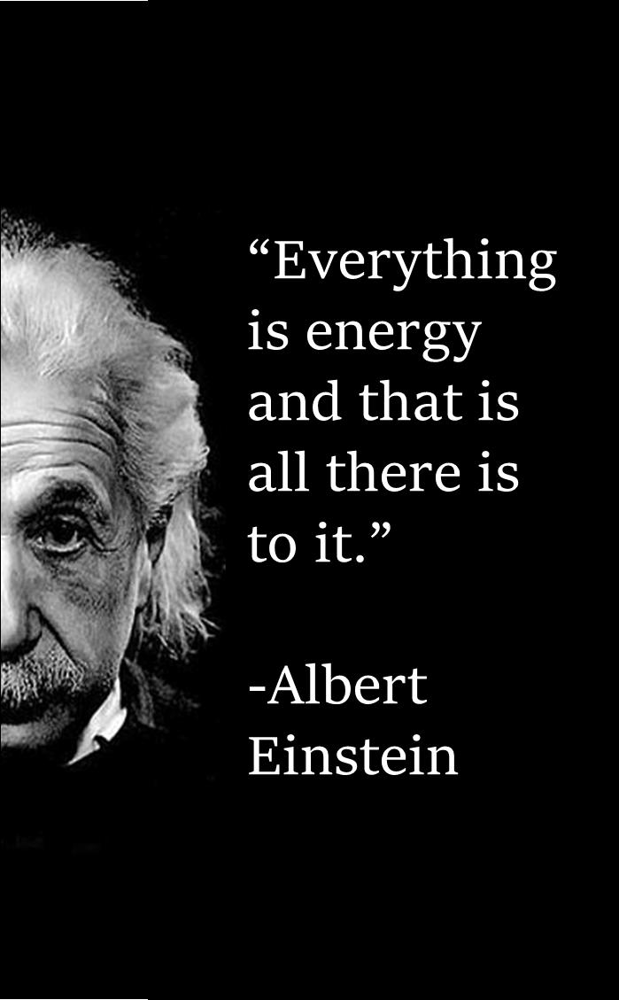 “Everything
is energy
and that is
all there is
to it.”
-Albert
Einstein